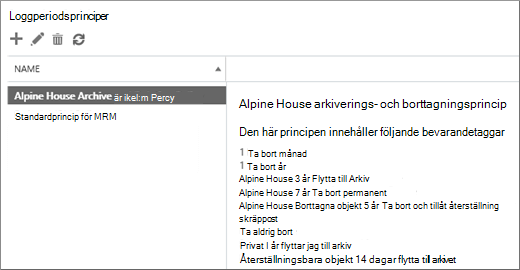 Loggperiodsprinciper
NAME
Alpine House Archive är ikel:m Percy
Standardprincip för MRM
Alpine House arkiverings- och borttagningsprincip
Den här principen innehåller följande bevarandetaggar
1 Ta bort månad
1 Ta bort år
Alpine House 3 år Flytta till Arkiv
Alpine House 7 år Ta bort permanent
Alpine House Borttagna objekt 5 år Ta bort och tillåt återställning
skräppost
Ta aldrig bort
Privat I år flyttar jag till arkiv
Återställningsbara objekt 14 dagar flytta till arkivet